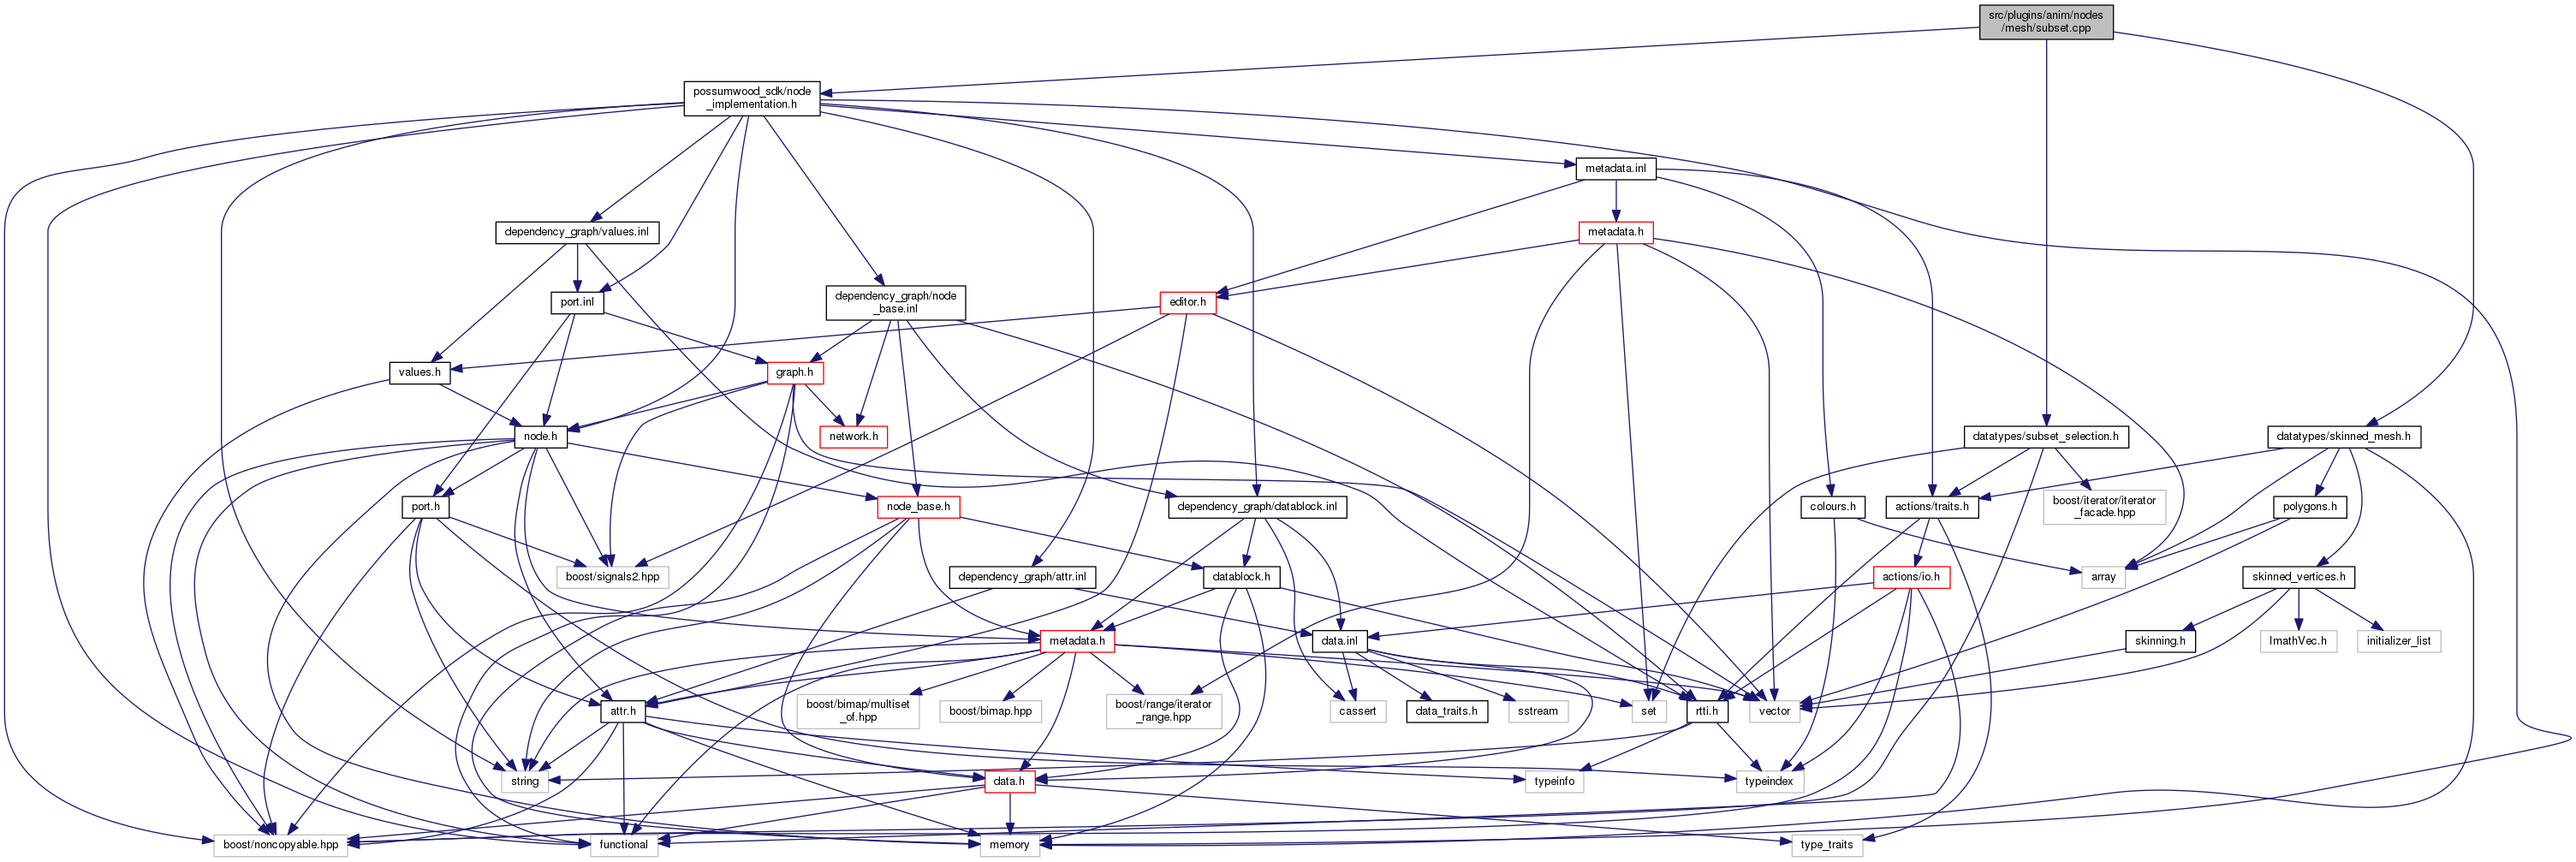 src/plugins/anim/nodes
/mesh/subset.cpp
possumwood_sdk/node
_implementation.h
metadata.inl
dependency_graph/values.inl
metadata.h
port.inl
dependency_graph/node
_base.inl
editor.h
values.h
graph.h
node.h
network.h
datatypes/subset_selection.h
datatypes/skinned_mesh.h
port.h
node_base.h
dependency_graph/datablock.inl
colours.h
actions/traits.h
boost/iterator/iterator
_facade.hpp
polygons.h
boost/signals2.hpp
dependency_graph/attr.inl
datablock.h
actions/io.h
array
skinned_vertices.h
metadata.h
data.inl
skinning.h
ImathVec.h
initializer_list
attr.h
boost/bimap/multiset
_of.hpp
boost/bimap.hpp
boost/range/iterator
_range.hpp
cassert
data_traits.h
sstream
set
rtti.h
vector
string
data.h
typeinfo
typeindex
boost/noncopyable.hpp
functional
memory
type_traits